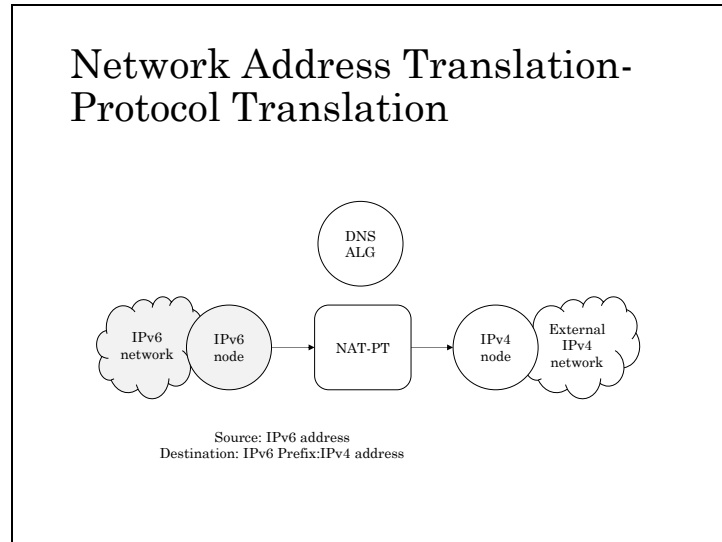 Network Address Translation-
Protocol Translation
DNS
ALG
IPv6
network
IPv6
node
NAT-PT
IPv4
node
External
IPv4
network
Source: IPv6 address
Destination: IPv6 Prefix:IPv4 address